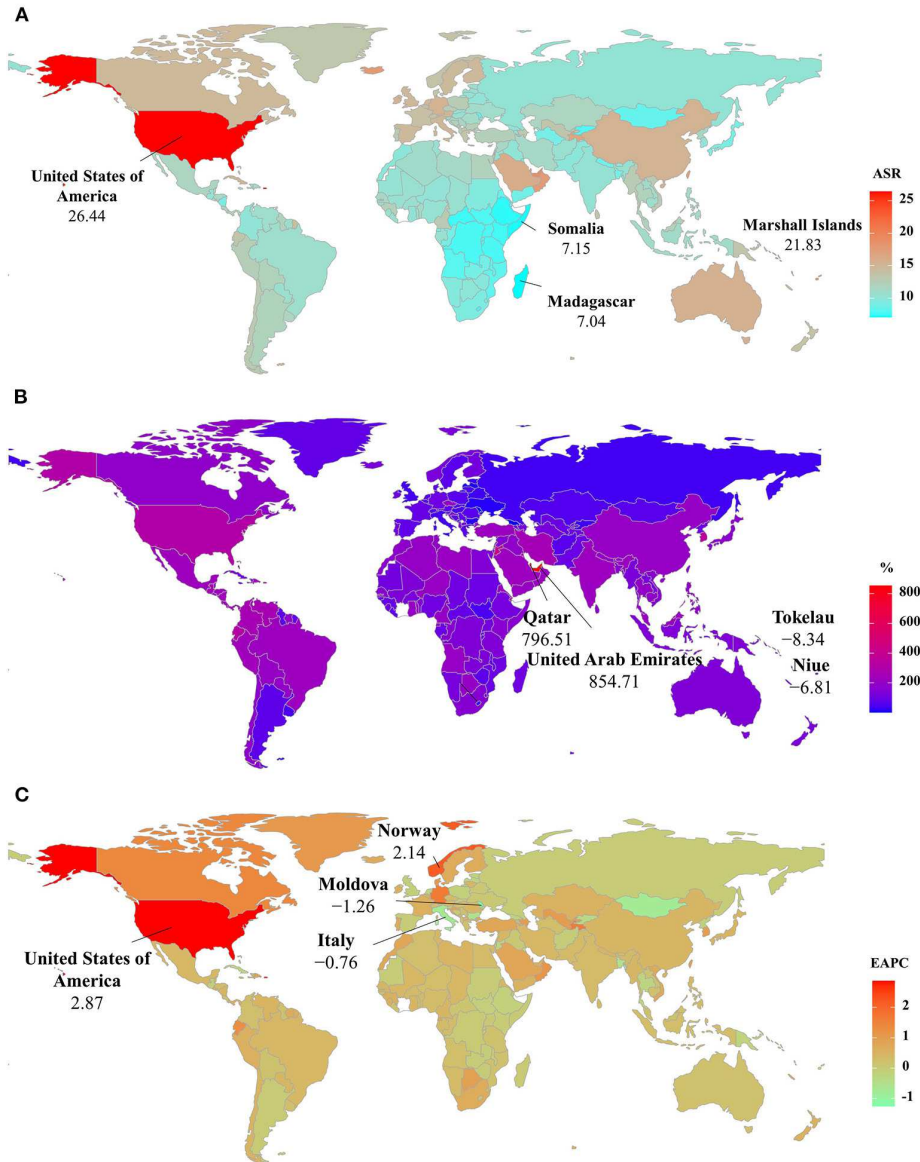 A
United States of
America
26.44
Somalia
7.15
Madagascar
7.04
Marshall Islands
21.83
ASR
25
20
15
10
B
Qatar
796.51
United Arab Emirates
854.71
Tokelau
−8.34
Niue
−6.81
%
800
600
400
200
C
Norway
2.14
Moldova
−1.26
Italy
−0.76
United States of
America
2.87
EAPC
2
1
0
-1